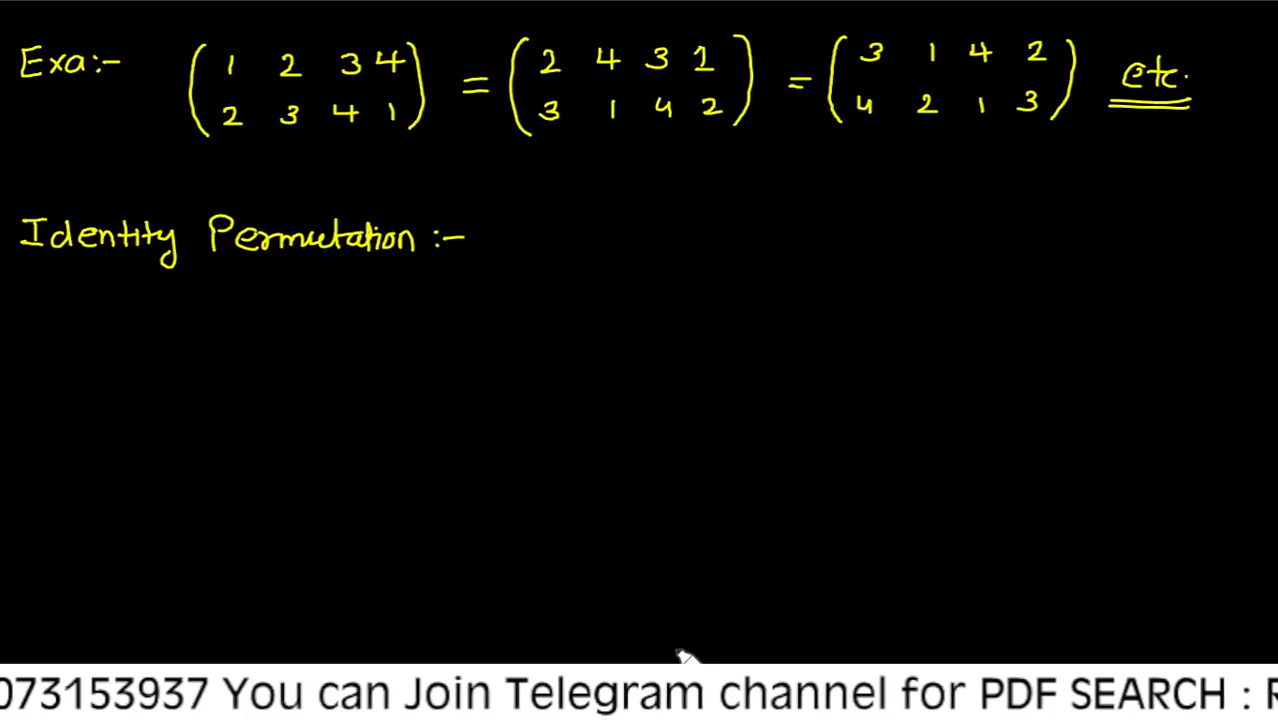 Exa:- (1 2 3 4) = (2 4 3 1) = (3 1 4 2) etc.
(2 3 4 1) (3 1 4 2) (4 2 1 3)
Identity Permutation :-
073153937 You can Join Telegram channel for PDF SEARCH : R